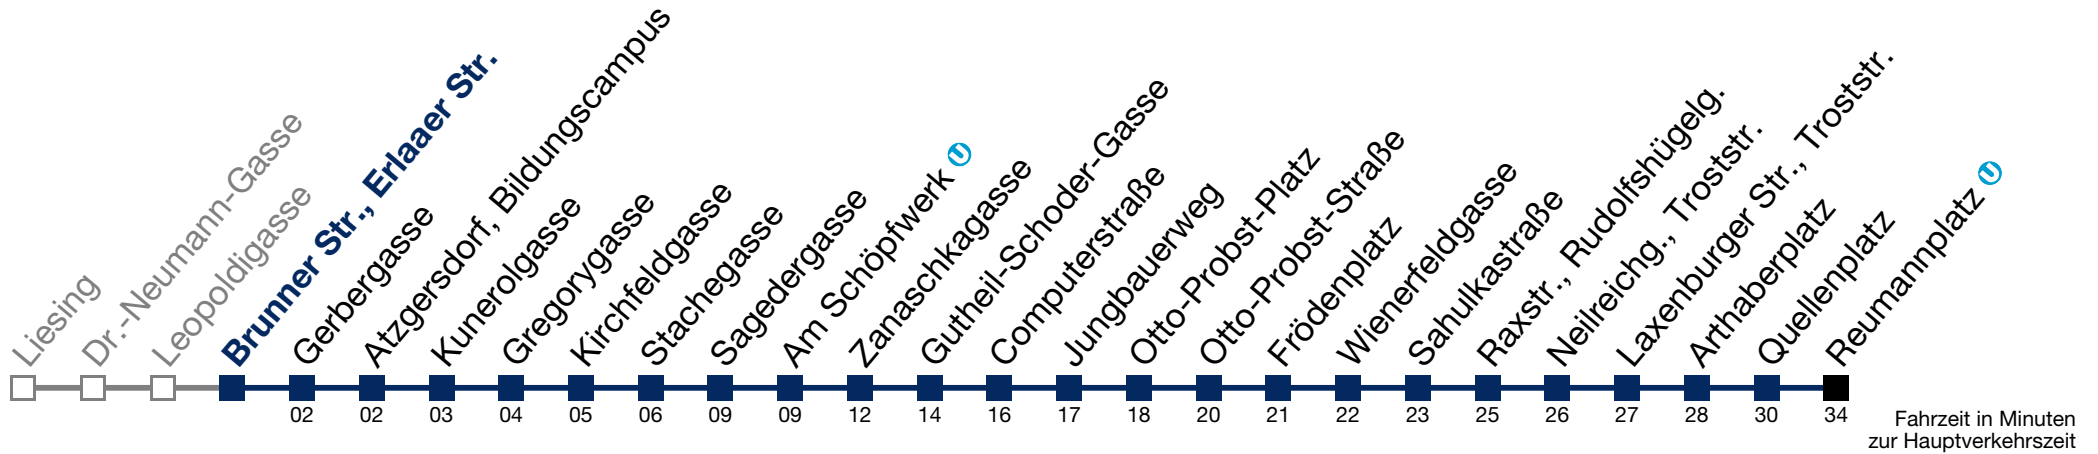 Liesing
Dr.-Neumann-Gasse
Leopoldigasse
Brunner Str., Erlaaer Str.
Gerbergasse
Atzgersdorf, Bildungscampus
Kunerolgasse
Gregorygasse
Kirchfeldgasse
Stachegasse
Sagedergasse
Am Schöpfwerk U
Zanaschkagasse
Gutheil-Schoder-Gasse
Computerstraße
Jungbauerweg
Otto-Probst-Platz
Otto-Probst-Straße
Frödenplatz
Wienerfeldgasse
Sahulkastraße
Raxstr., Rudolfshügelg.
Neilreichg., Troststr.
Laxenburger Str., Troststr.
Arthaberplatz
Quellenplatz
Reumannplatz U
02 02 03 04 05 06 09 09 12 14 16 17 18 20 21 22 23 25 26 27 28 30 34
Fahrzeit in Minuten
zur Hauptverkehrszeit